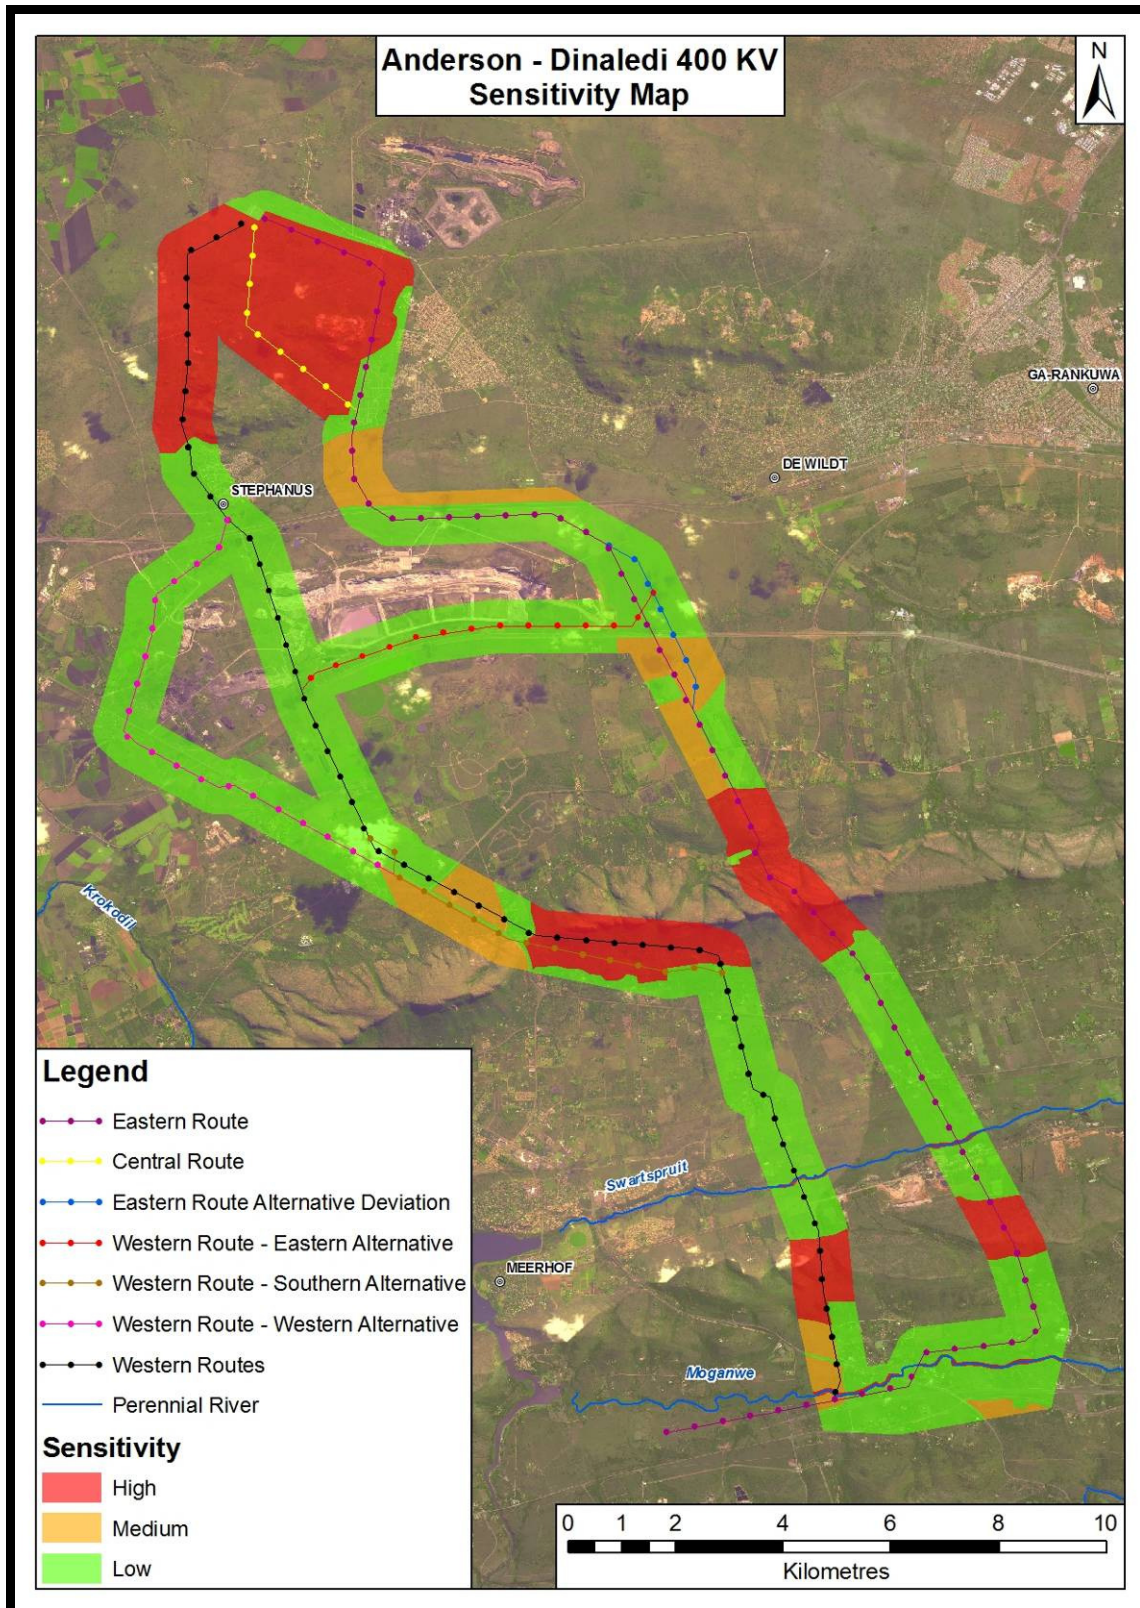 Anderson - Dinaledi 400 KV
Sensitivity Map
N
GA-RANKUWA
DE WILDT
STEPHANUS
Krokodil
Swartspruit
MEERHOF
Moganwe
Legend
Eastern Route
Central Route
Eastern Route Alternative Deviation
Western Route - Eastern Alternative
Western Route - Southern Alternative
Western Route - Western Alternative
Western Routes
Perennial River
Sensitivity
High
Medium
Low
0 1 2 4 6 8 10
Kilometres